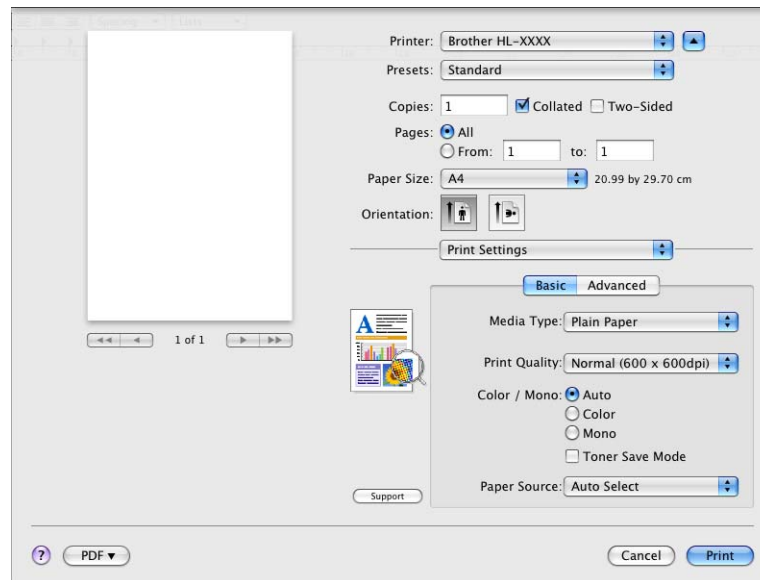 Spacing Lists
Printer: Brother HL-XXXX
Presets: Standard
Copies: 1 Collated Two-Sided
Pages: All
From: 1 to: 1
Paper Size: A4 20.99 by 29.70 cm
Orientation:
Print Settings
Basic Advanced
Media Type: Plain Paper
1 of 1
Print Quality: Normal (600 x 600dpi)
Color / Mono: Auto
Color
Mono
Toner Save Mode
Paper Source: Auto Select
Support
? PDF▼ Cancel Print